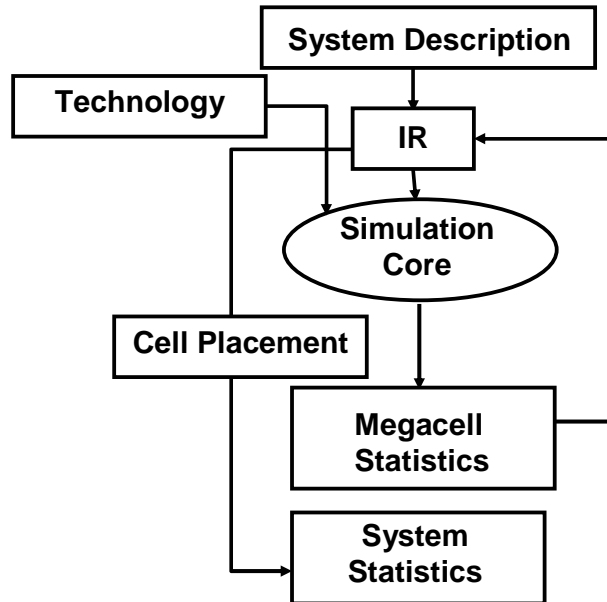 System Description
Technology
IR
Simulation
Core
Cell Placement
Megacell
Statistics
System
Statistics